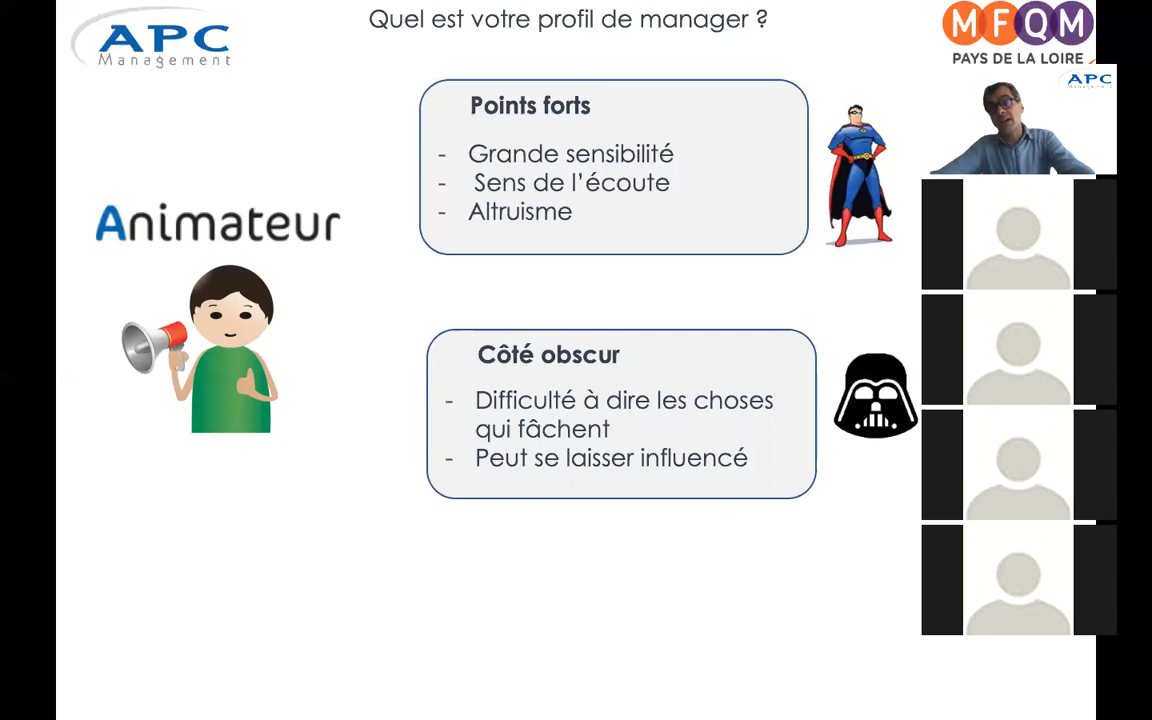 Quel est votre profil de manager ?
APC
Management
MFQM
PAYS DE LA LOIRE
APC
Management
Points forts
- Grande sensibilité
- Sens de l’écoute
- Altruisme
Animateur
Côté obscur
- Difficulté à dire les choses
qui fâchent
- Peut se laisser influencé